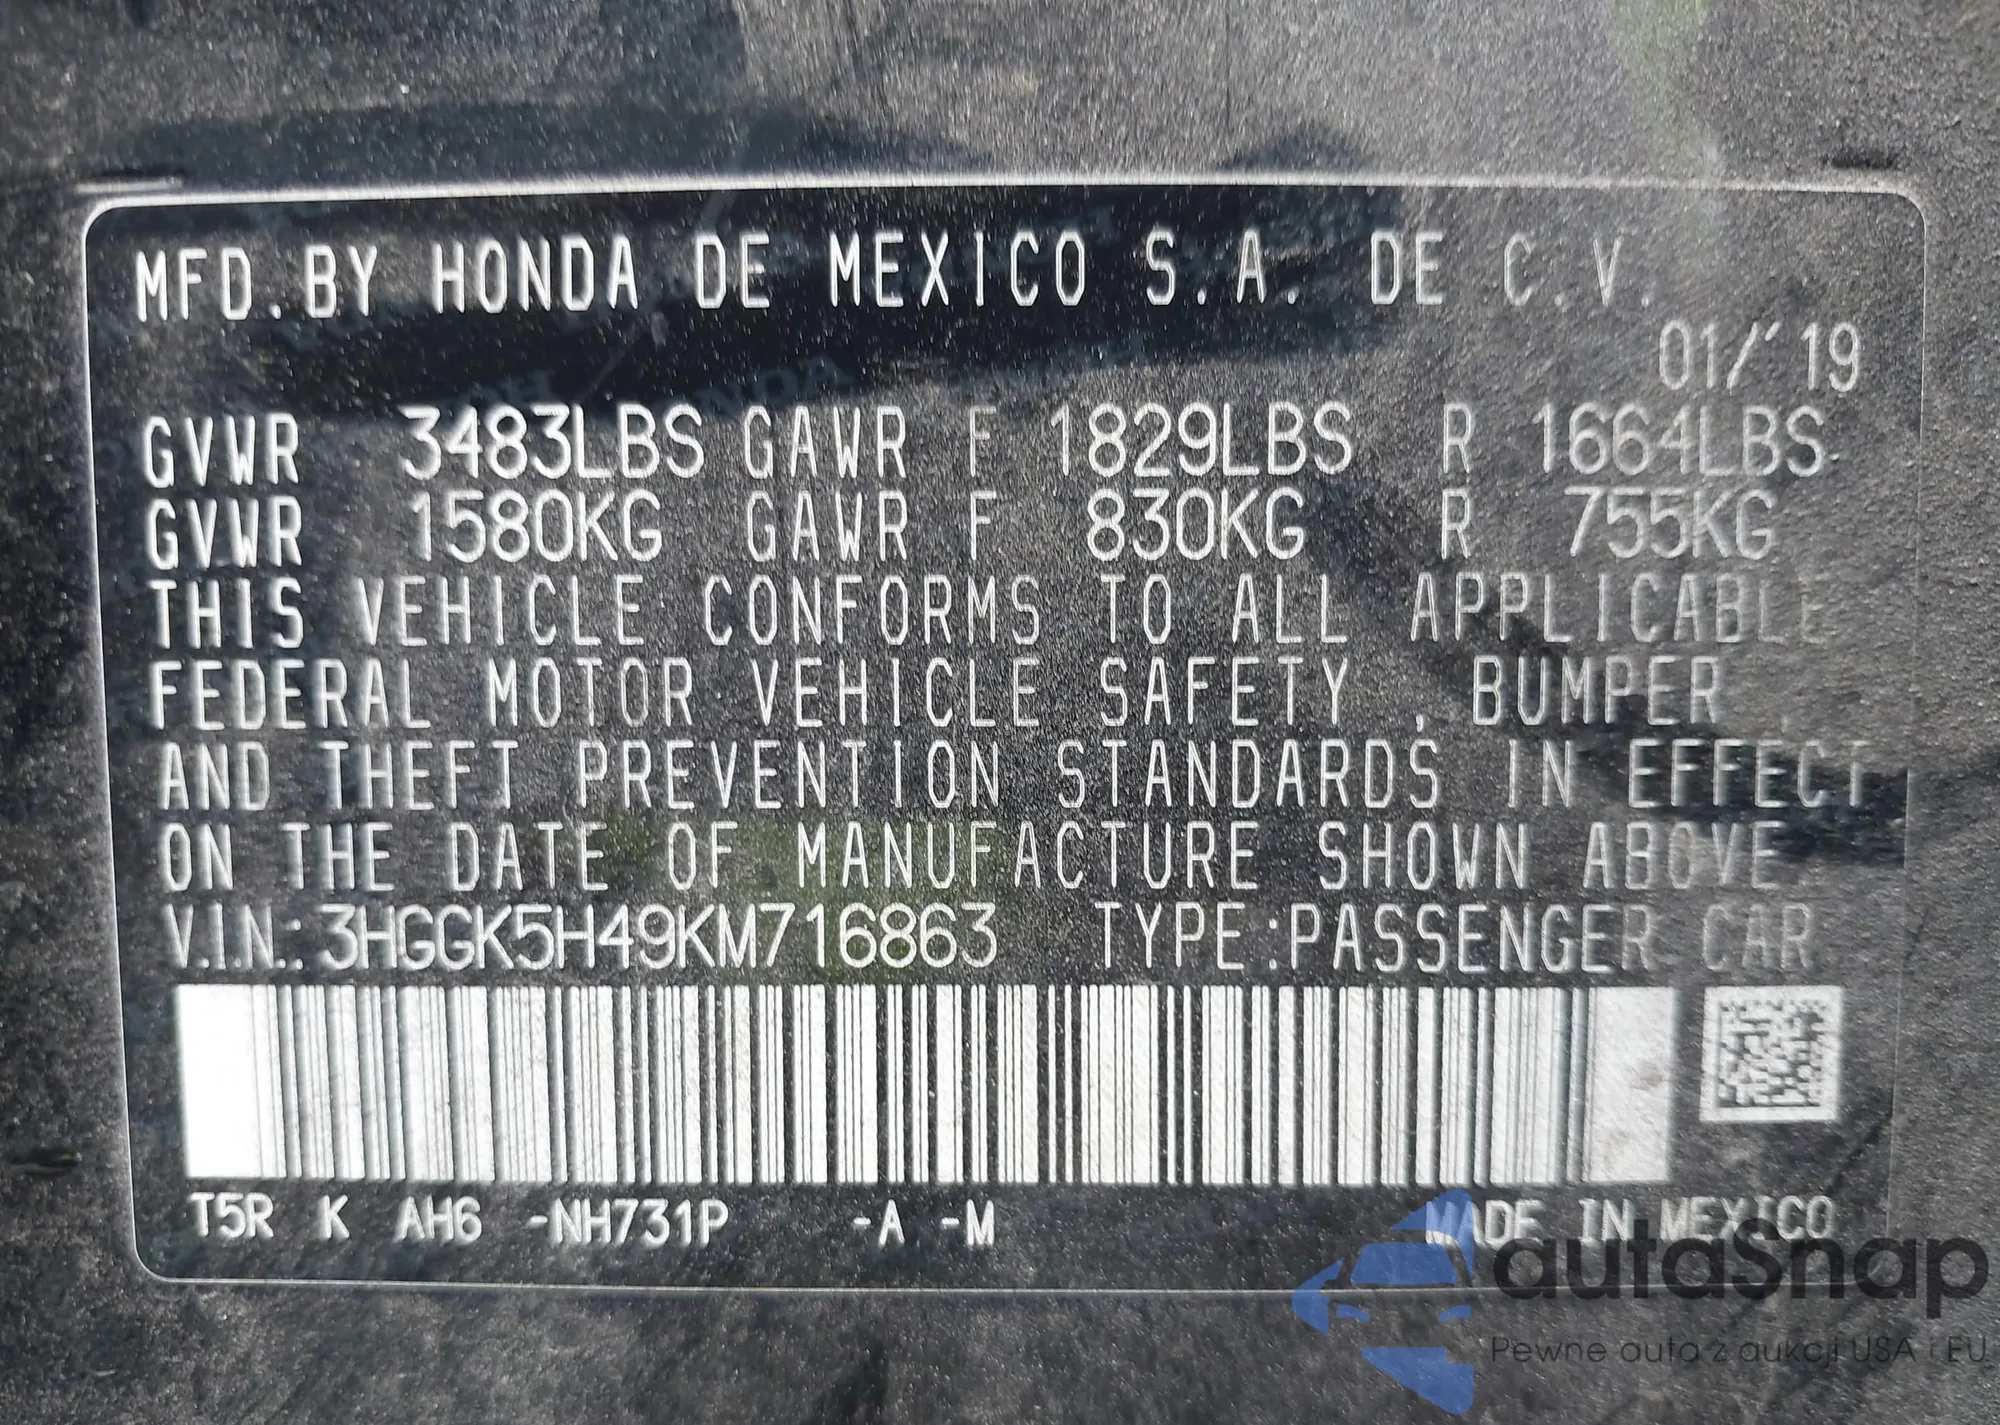 MFD. BY HONDA DE MEXICO S.A. DE C.V.
01/'19
GVWR 3483LBS GAWR F 1829LBS R 1664LBS
GVWR 1580KG GAWR F 830KG R 755KG
THIS VEHICLE CONFORMS TO ALL APPLICABLE
FEDERAL MOTOR VEHICLE SAFETY , BUMPER ,
AND THEFT PREVENTION STANDARDS IN EFFECT
ON THE DATE OF MANUFACTURE SHOWN ABOVE.
V.I.N.: 3HGGK5H49KM716863 TYPE:PASSENGER CAR
T5R K AH6 -NH731P -A -M MADE IN MEXICO
autaSnap
Pewne auta z aukcji USA i EU